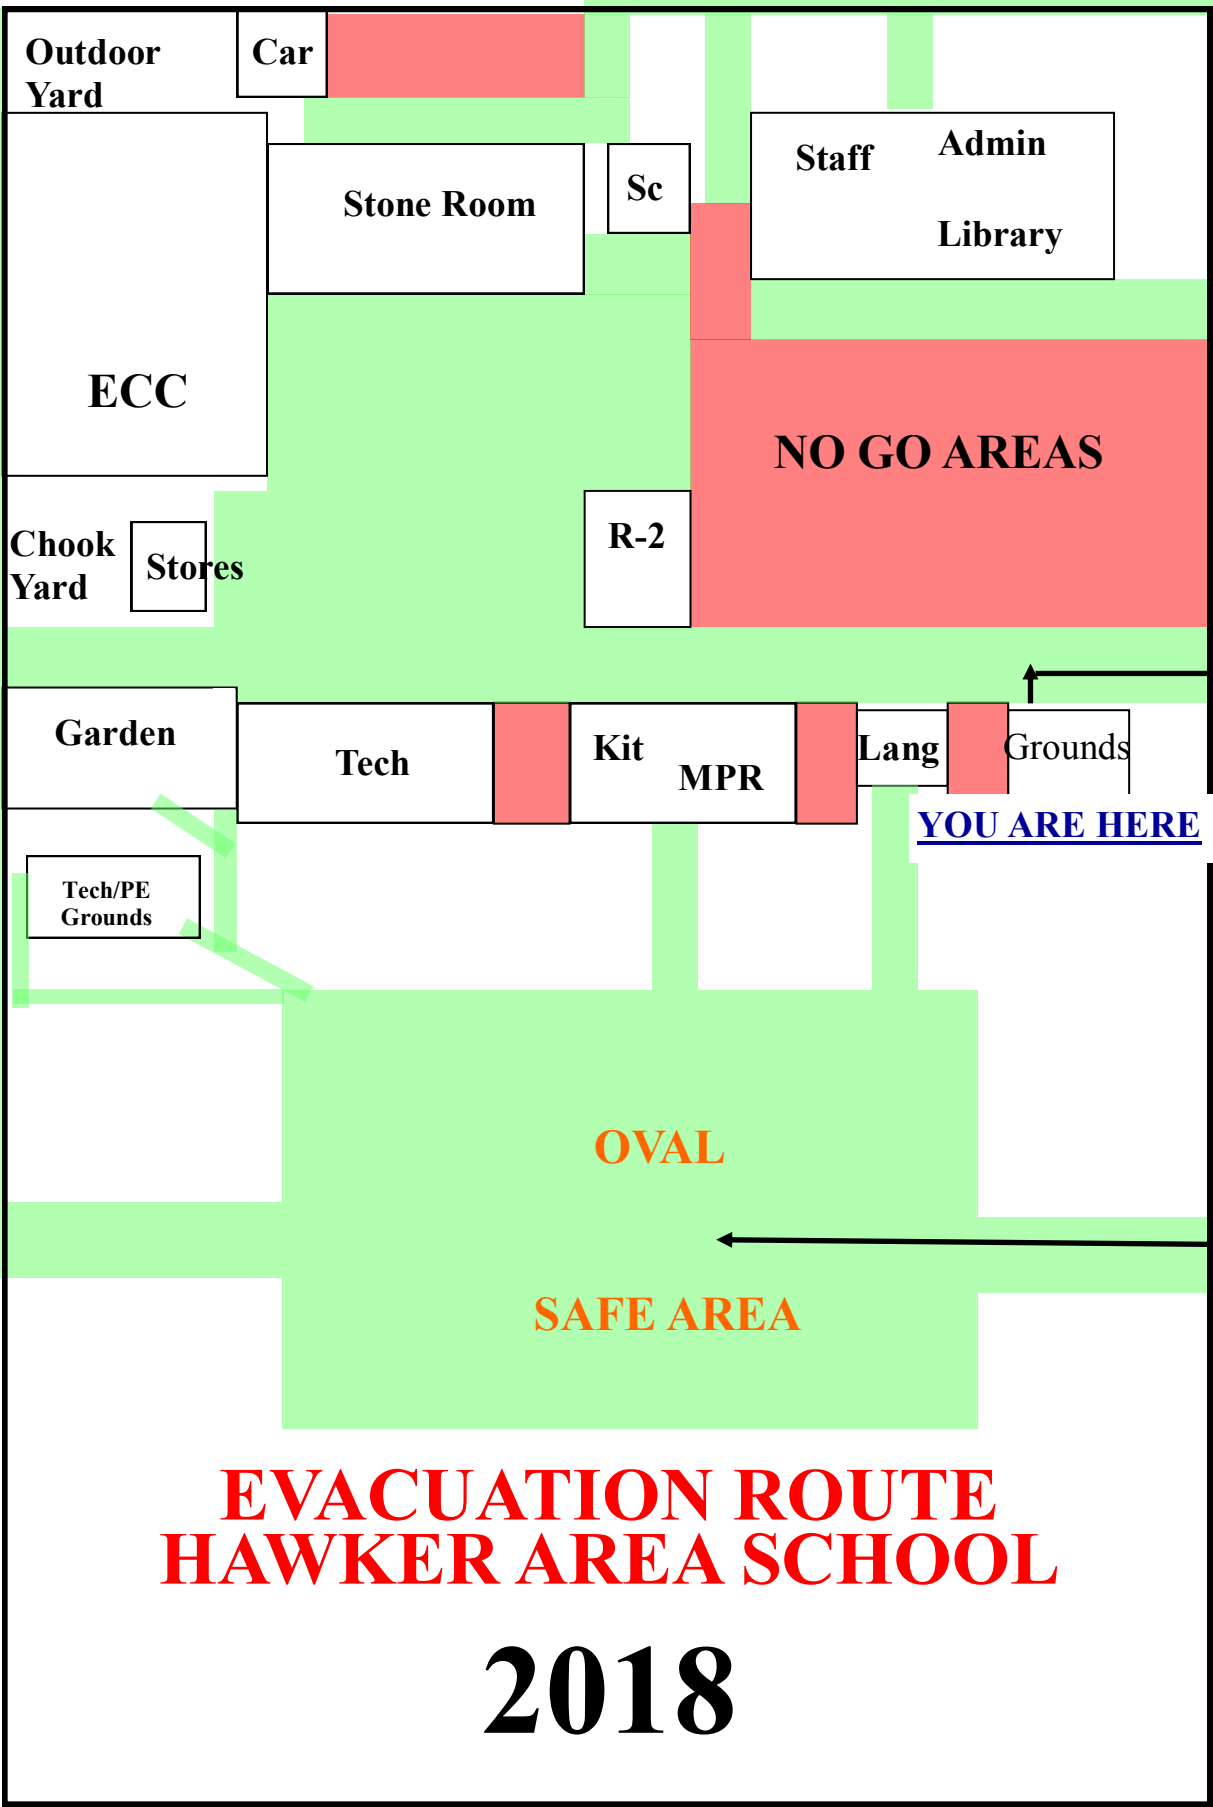 Outdoor
Yard
Car
Stone Room
Sc
Staff
Admin
Library
ECC
NO GO AREAS
R-2
Chook
Yard
Stores
Garden
Tech
Kit
MPR
Lang
Grounds
YOU ARE HERE
Tech/PE
Grounds
OVAL
SAFE AREA
EVACUATION ROUTE
HAWKER AREA SCHOOL
2018